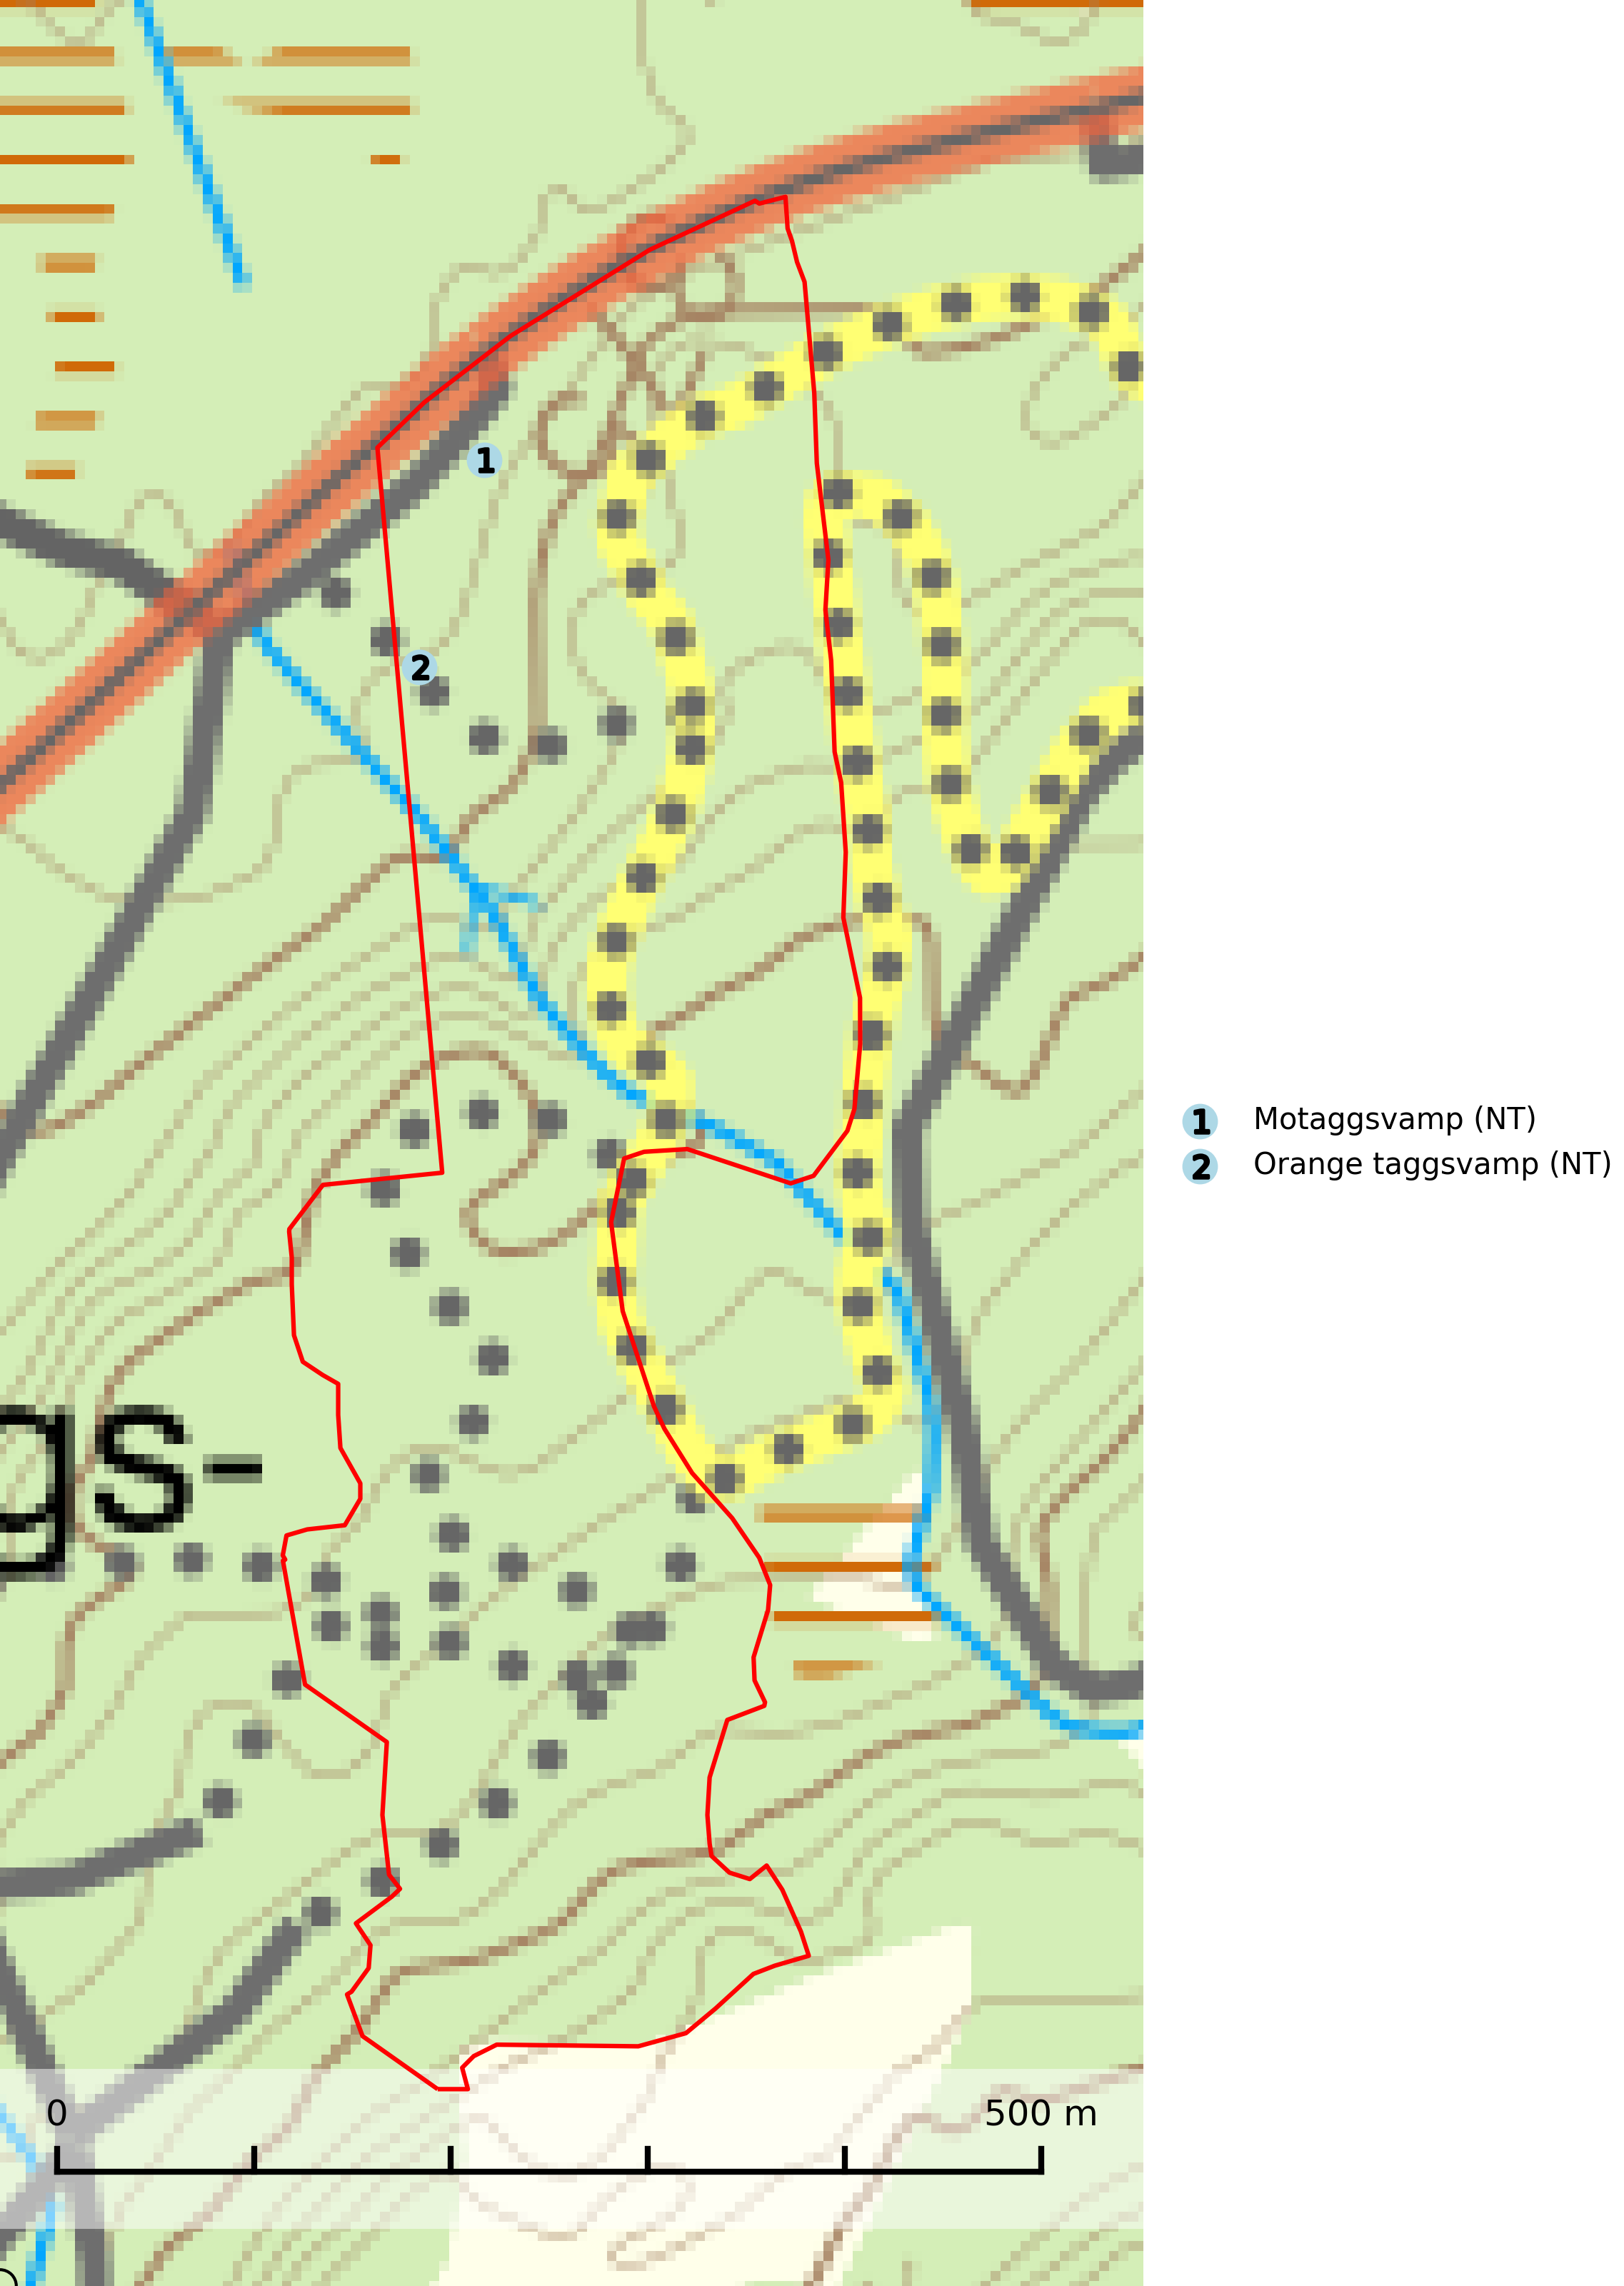 1
2
1 Motaggsvamp (NT)
2 Orange taggsvamp (NT)
gs-
0 500 m